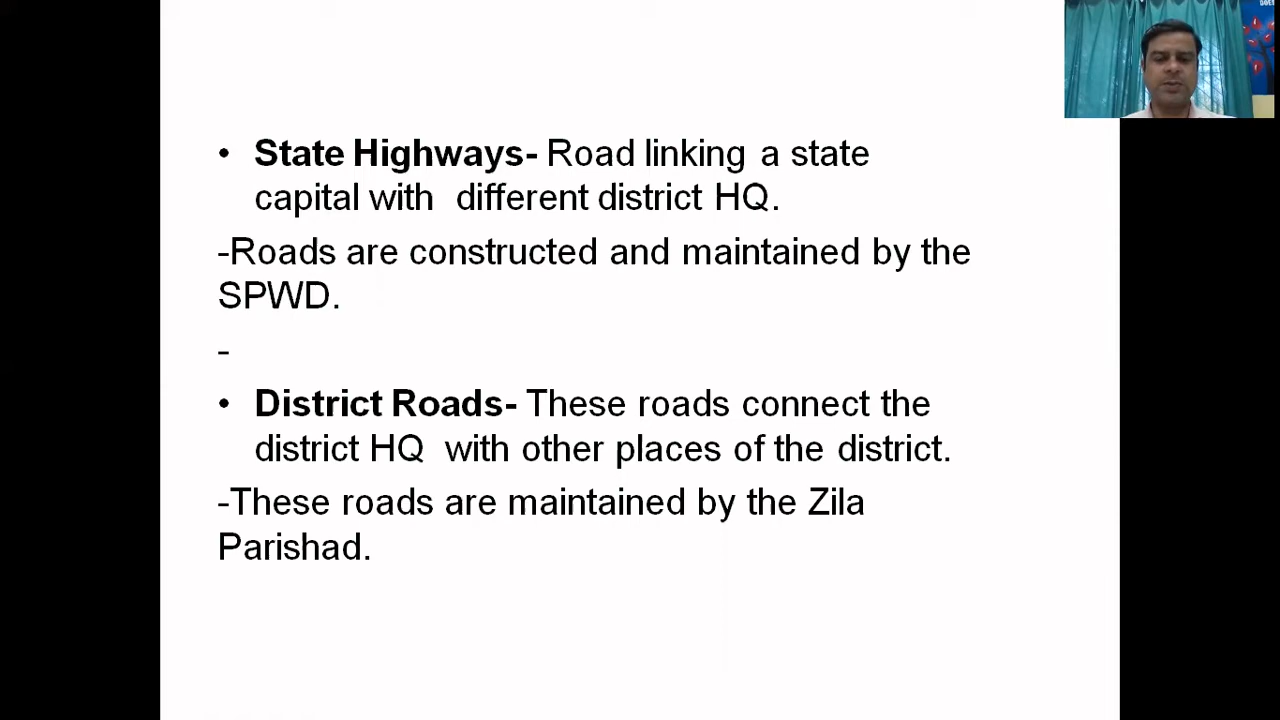 • State Highways- Road linking a state
capital with different district HQ.
-Roads are constructed and maintained by the
SPWD.
-
• District Roads- These roads connect the
district HQ with other places of the district.
-These roads are maintained by the Zila
Parishad.